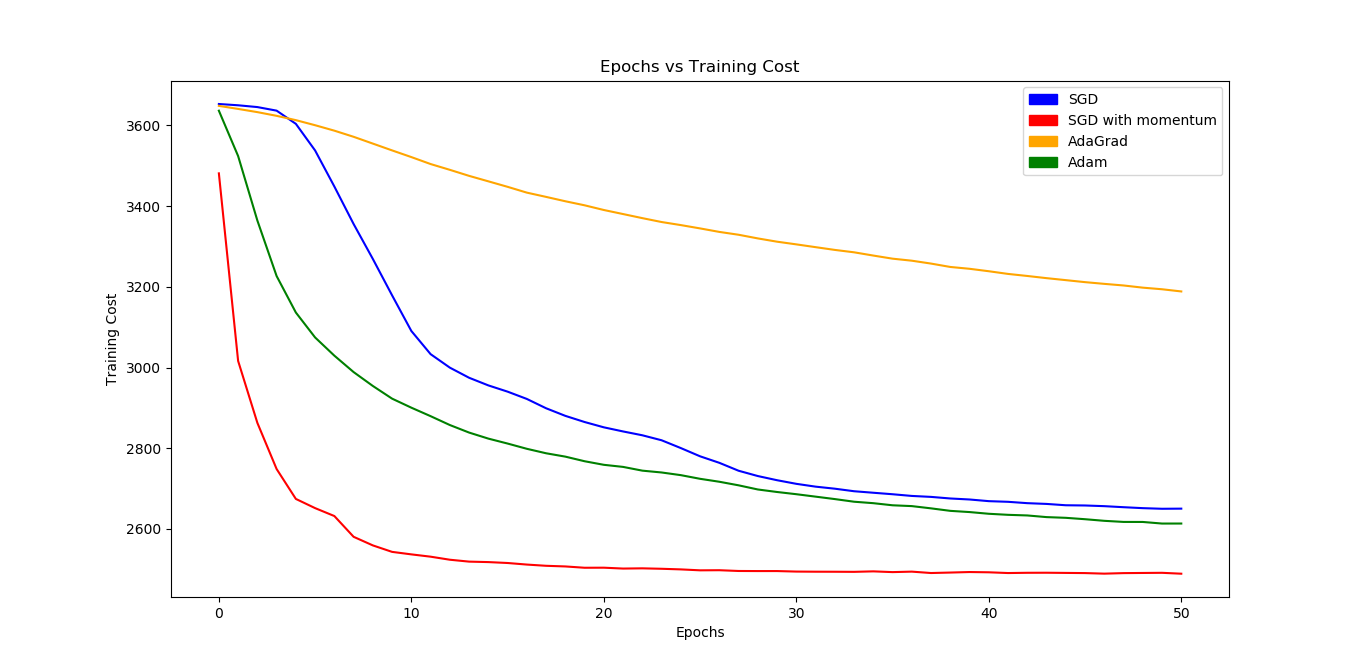 Epochs vs Training Cost
SGD
SGD with momentum
AdaGrad
Adam
Training Cost
3600
3400
3200
3000
2800
2600
0 10 20 30 40 50
Epochs